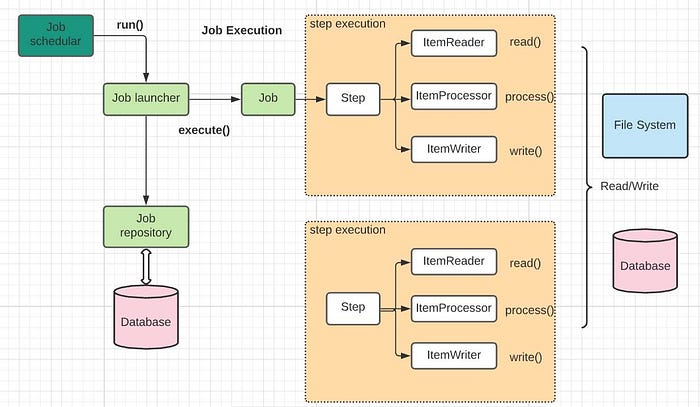 Job
schedular
run()
Job Execution
Job launcher
execute()
Job
Job
repository
Database
step execution
Step
ItemReader
read()
ItemProcessor
process()
ItemWriter
write()
step execution
Step
ItemReader
read()
ItemProcessor
process()
ItemWriter
write()
File System
Read/Write
Database